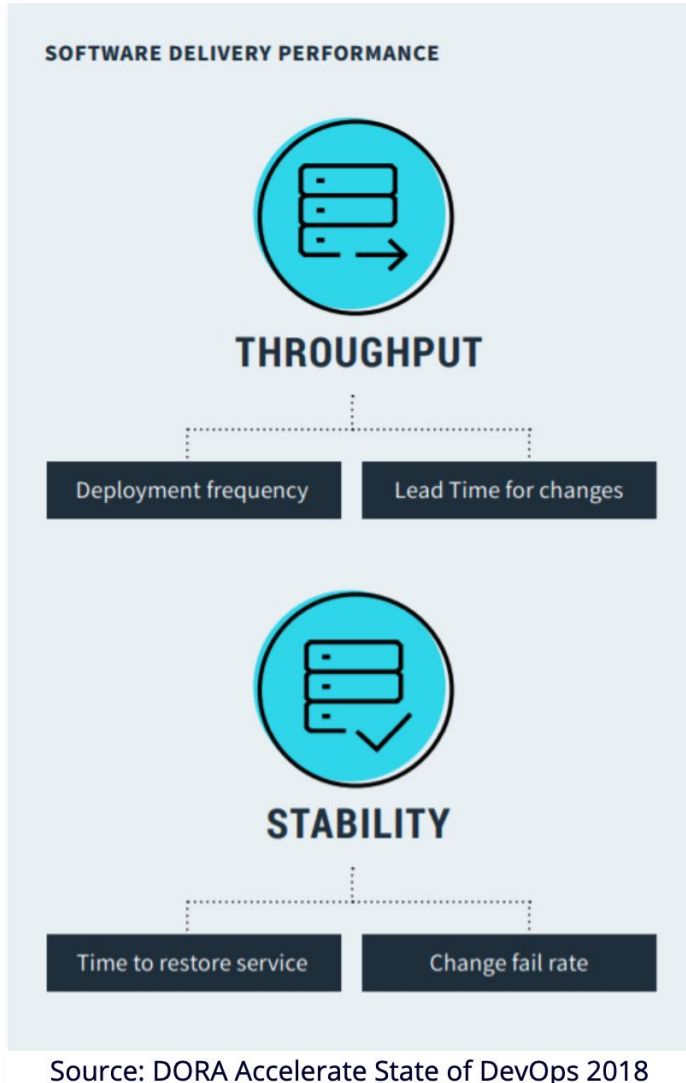 SOFTWARE DELIVERY PERFORMANCE
THROUGHPUT
Deployment frequency
Lead Time for changes
STABILITY
Time to restore service
Change fail rate
Source: DORA Accelerate State of DevOps 2018